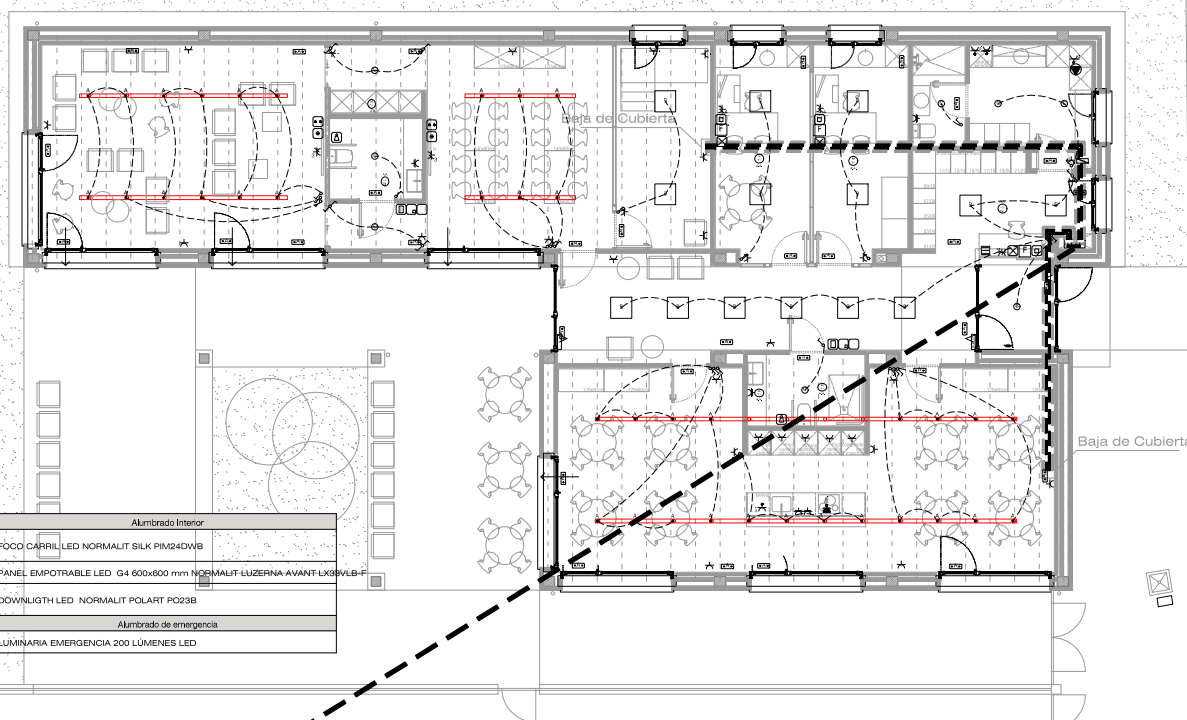 Baja de Cubierta
Baja de Cubierta
Alumbrado Interior
FOCO CARRIL LED NORMALIT SILK PIM24DWB
PANEL EMPOTRABLE LED G4 600x600 mm NORMALIT LUZERNA AVANT LX33VLB-F
DOWNLIGTH LED NORMALIT POLART PO23B
Alumbrado de emergencia
LUMINARIA EMERGENCIA 200 LÚMENES LED